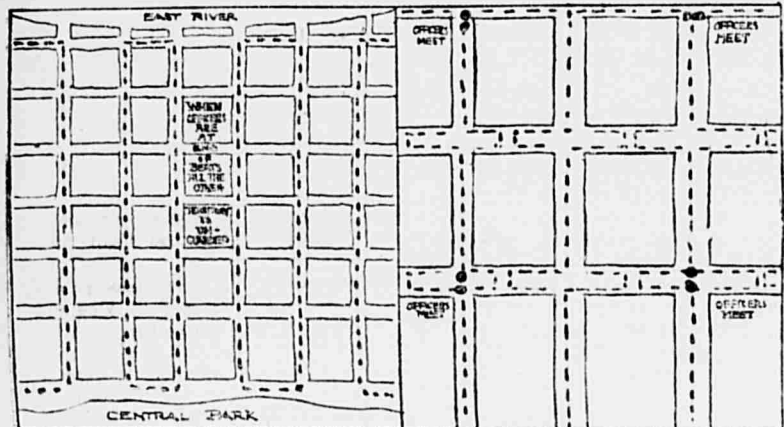 EAST RIVER
WHEN
OFFICERS
ARE
AT
ENDS
OF
BEATS
ALL THE
OTHER
IS
UN-
GUARDED
CENTRAL PARK
OFFICERS
MEET
OFFICERS
MEET
OFFICERS
MEET
OFFICERS
MEET